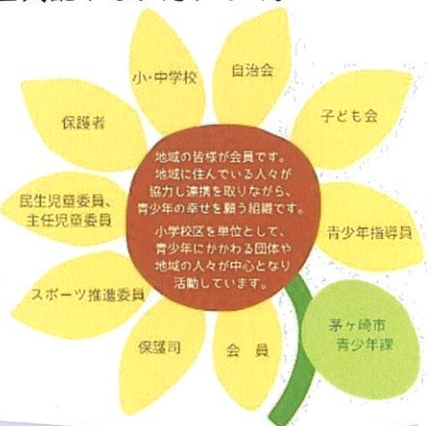 小・中学校
自治会
子ども会
保護者
民生児童委員、
主任児童委員
青少年指導員
スポーツ推進委員
保護司
会 員
茅ヶ崎市
青少年課
地域の皆様が会員です。
地域に住んでいる人々が
協力し連携を取りながら、
青少年の幸せを願う組織です。
小学校区を単位として、
青少年にかかわる団体や
地域の人々が中心となり
活動しています。